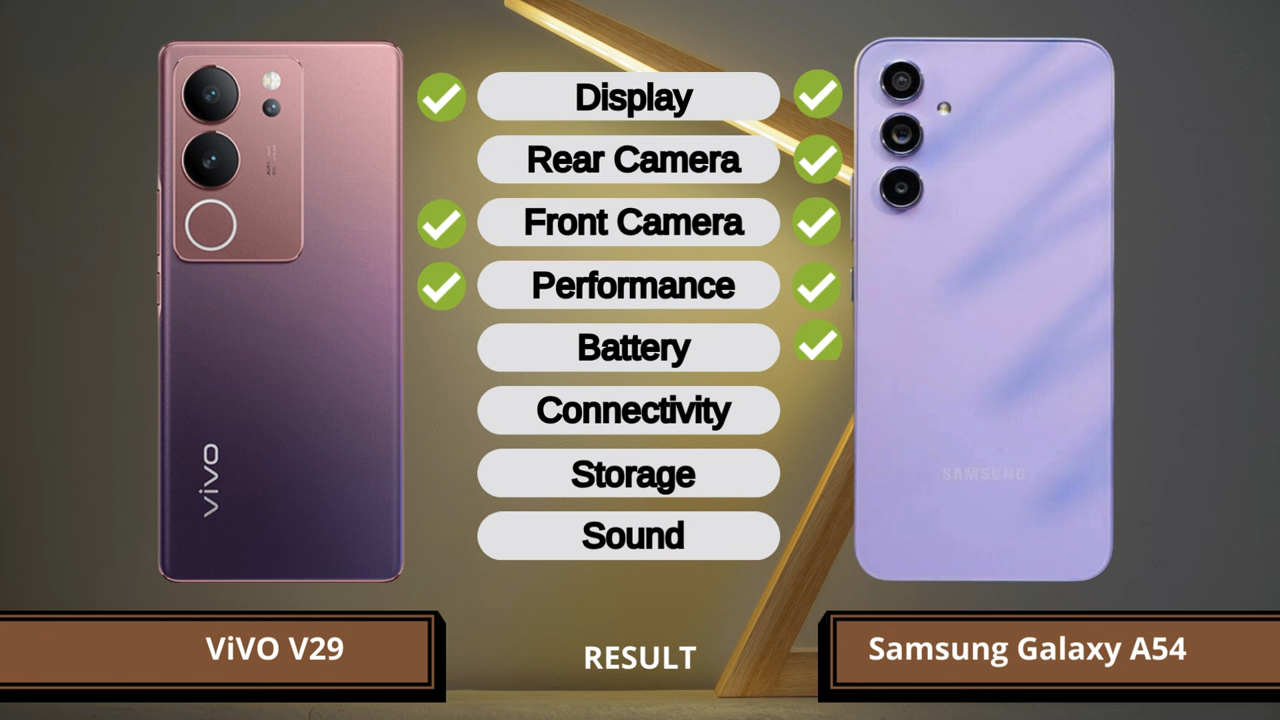 Display
Rear Camera
Front Camera
Performance
Battery
Connectivity
Storage
Sound
vivo
SAMSUNG
ViVO V29
RESULT
Samsung Galaxy A54